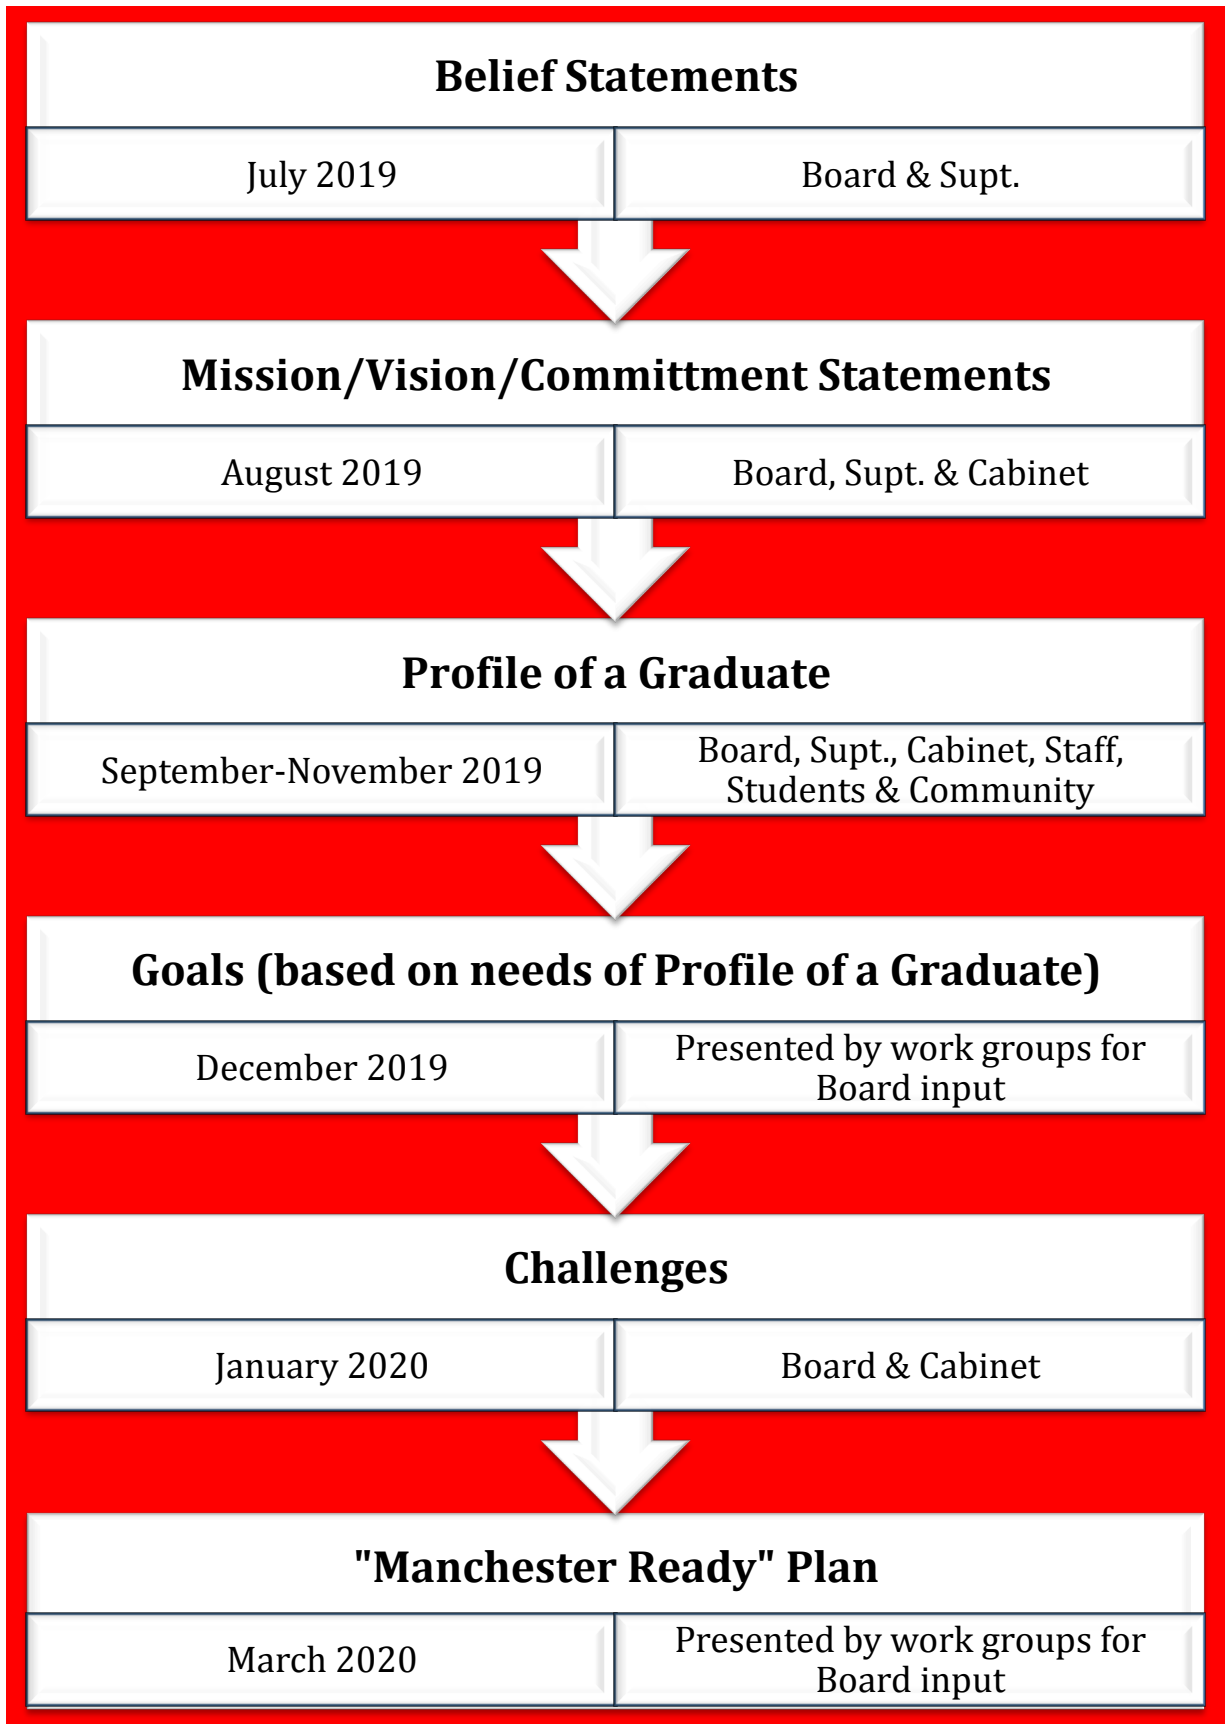 Belief Statements
July 2019
Board & Supt.
Mission/Vision/Committment Statements
August 2019
Board, Supt. & Cabinet
Profile of a Graduate
September-November 2019
Board, Supt., Cabinet, Staff,
Students & Community
Goals (based on needs of Profile of a Graduate)
December 2019
Presented by work groups for
Board input
Challenges
January 2020
Board & Cabinet
"Manchester Ready" Plan
March 2020
Presented by work groups for
Board input